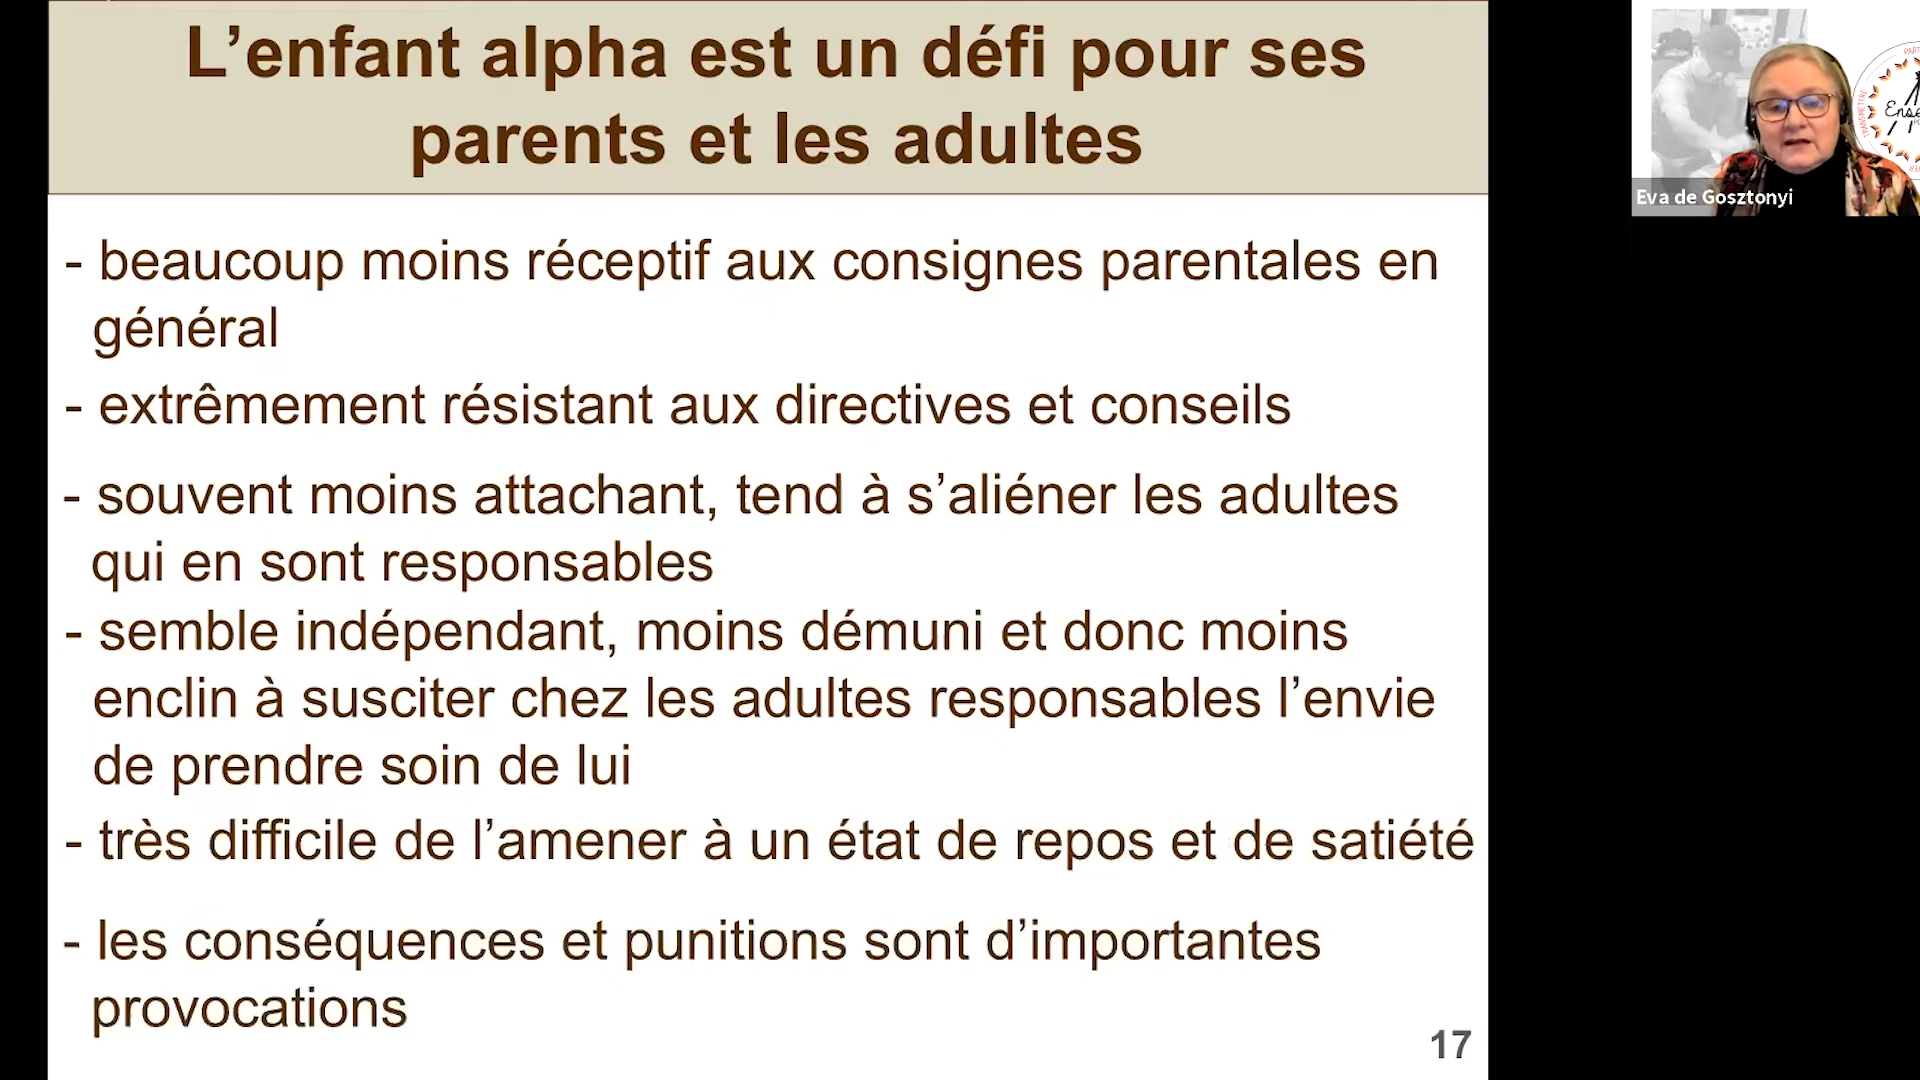 L’enfant alpha est un défi pour ses
parents et les adultes
- beaucoup moins réceptif aux consignes parentales en
général
- extrêmement résistant aux directives et conseils
- souvent moins attachant, tend à s’aliéner les adultes
qui en sont responsables
- semble indépendant, moins démuni et donc moins
enclin à susciter chez les adultes responsables l’envie
de prendre soin de lui
- très difficile de l’amener à un état de repos et de satiété
- les conséquences et punitions sont d’importantes
provocations
17
Eva de Gosztonyi
TRANSMETTRE